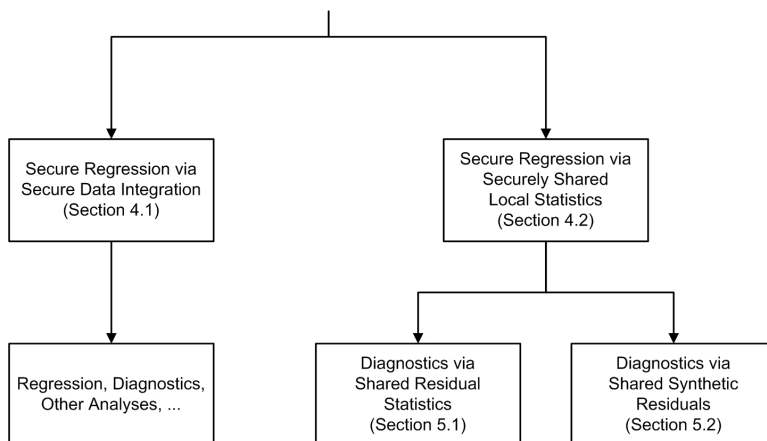 Secure Regression via
Secure Data Integration
(Section 4.1)
Secure Regression via
Securely Shared
Local Statistics
(Section 4.2)
Regression, Diagnostics,
Other Analyses, ...
Diagnostics via
Shared Residual
Statistics
(Section 5.1)
Diagnostics via
Shared Synthetic
Residuals
(Section 5.2)